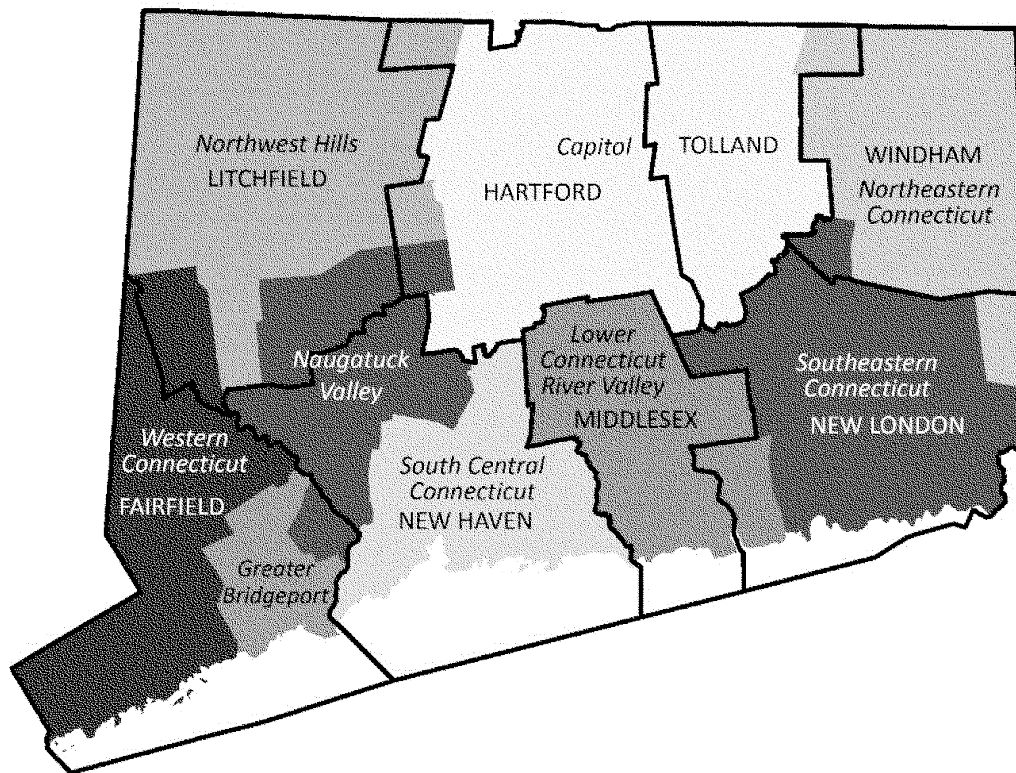 Northwest Hills
LITCHFIELD
Capitol
HARTFORD
TOLLAND
WINDHAM
Northeastern
Connecticut
Naugatuck
Valley
Lower
Connecticut
River Valley
MIDDLESEX
Southeastern
Connecticut
NEW LONDON
Western
Connecticut
FAIRFIELD
South Central
Connecticut
NEW HAVEN
Greater
Bridgeport